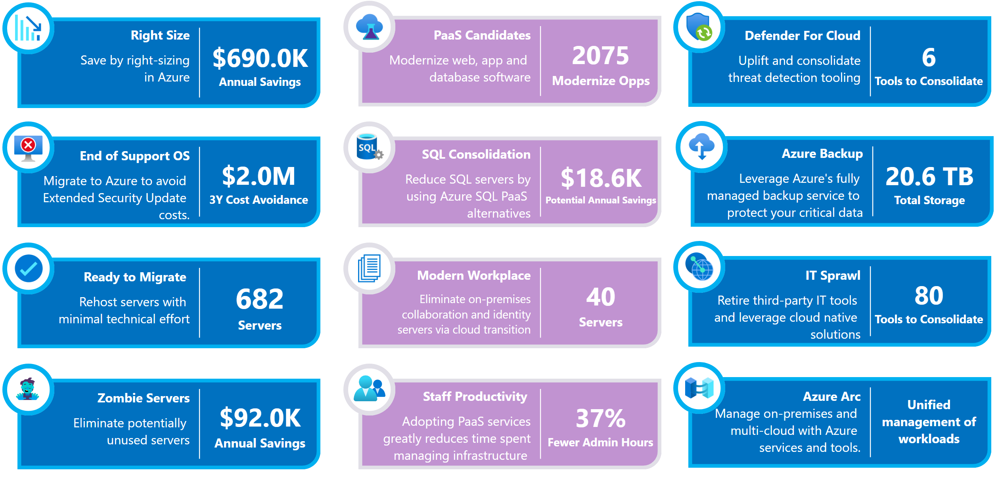 Right Size
Save by right-sizing
in Azure
$690.0K
Annual Savings
PaaS Candidates
Modernize web, app and
database software
2075
Modernize Opps
Defender For Cloud
Uplift and consolidate
threat detection tooling
6
Tools to Consolidate
End of Support OS
Migrate to Azure to avoid
Extended Security Update
costs.
$2.0M
3Y Cost Avoidance
SQL
SQL Consolidation
Reduce SQL servers by
using Azure SQL PaaS
alternatives
$18.6K
Potential Annual Savings
Azure Backup
Leverage Azure's fully
managed backup service to
protect your critical data
20.6 TB
Total Storage
Ready to Migrate
Rehost servers with
minimal technical effort
682
Servers
Modern Workplace
Eliminate on-premises
collaboration and identity
servers via cloud transition
40
Servers
IT Sprawl
Retire third-party IT tools
and leverage cloud native
solutions
80
Tools to Consolidate
Zombie Servers
Eliminate potentially
unused servers
$92.0K
Annual Savings
Staff Productivity
Adopting PaaS services
greatly reduces time spent
managing infrastructure
37%
Fewer Admin Hours
Azure Arc
Manage on-premises and
multi-cloud with Azure
services and tools.
Unified
management of
workloads